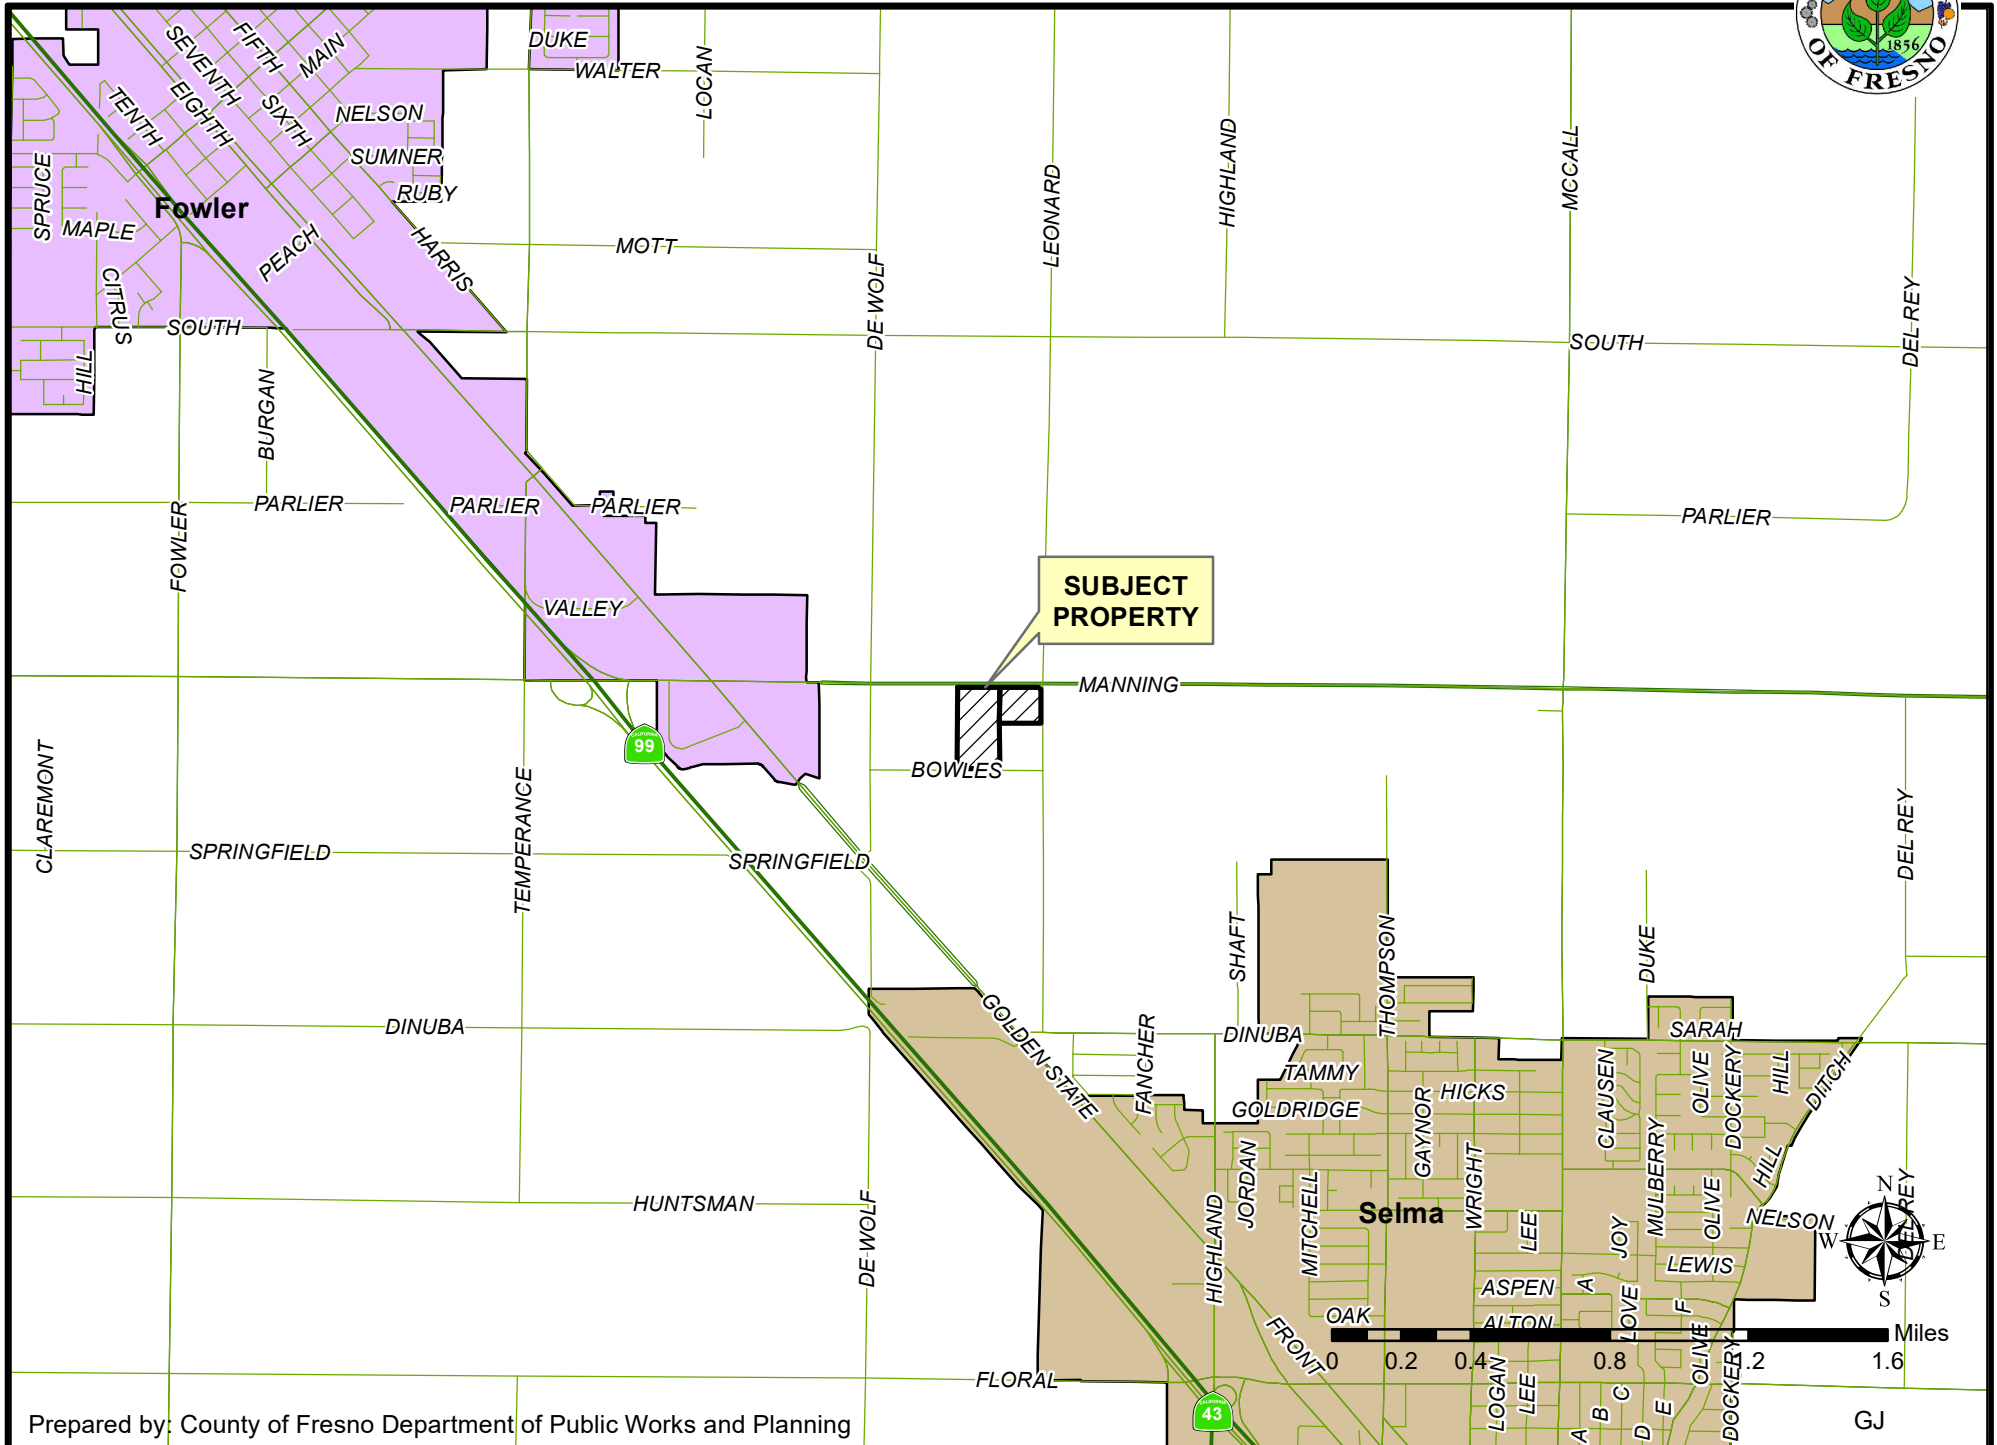 1856
OF FRESNO
DUKE
WALTER
LOCAN
SEVENTH
FIFTH
MAIN
TENTH
EIGHTH
SIXTH
NELSON
SUMNER
RUBY
SPRUCE
Fowler
MAPLE
PEACH
HARRIS
CITRUS
MOTT
DE WOLF
LEONARD
HIGHLAND
MCCALL
DEL REY
SOUTH
SOUTH
HILL
BURGAN
FOWLER
PARLIER
PARLIER
PARLIER
PARLIER
VALLEY
SUBJECT
PROPERTY
MANNING
CALIFORNIA
99
BOWLES
CLAREMONT
TEMPERANCE
SPRINGFIELD
SPRINGFIELD
DEL REY
SHAFT
THOMPSON
DUKE
DINUBA
GOLDEN STATE
FANCHER
DINUBA
SARAH
TAMMY
HICKS
GOLDRIDGE
GAYNOR
CLAUSEN
OLIVE
DOCKERY
HILL
DITCH
HUNTSMAN
DE WOLF
HIGHLAND
JORDAN
MITCHELL
Selma
WRIGHT
LEE
JOY
MULBERRY
OLIVE
HILL
NELSON
DEL REY
N
W
E
S
LEWIS
ASPEN
A
LOVE
F
OAK
ALTON
OLIVE
FRONT
Miles
0
0.2
0.4
0.8
1.2
1.6
FLORAL
LOGAN
LEE
A
B
C
D
E
DOCKERY
CALIFORNIA
43
Prepared by: County of Fresno Department of Public Works and Planning
GJ